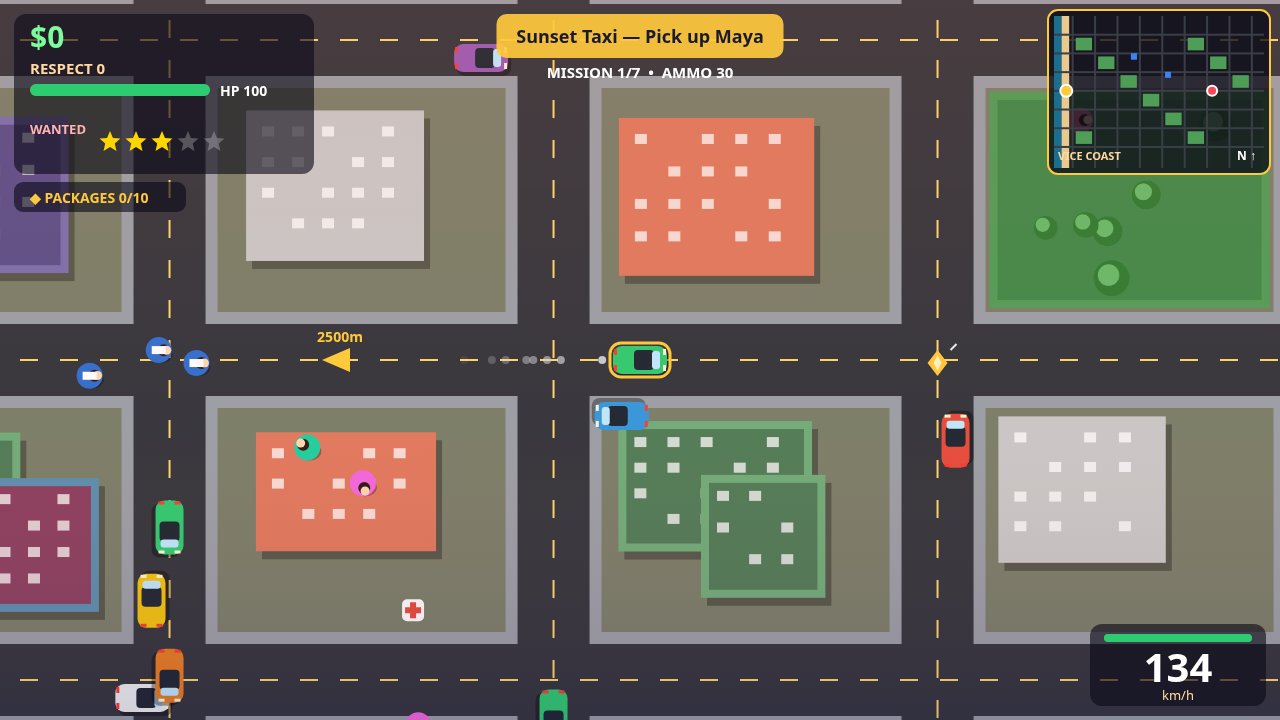 $0
RESPECT 0
HP 100
WANTED
◆ PACKAGES 0/10
Sunset Taxi — Pick up Maya
MISSION 1/7 • AMMO 30
VICE COAST
N ↑
2500m
134
km/h